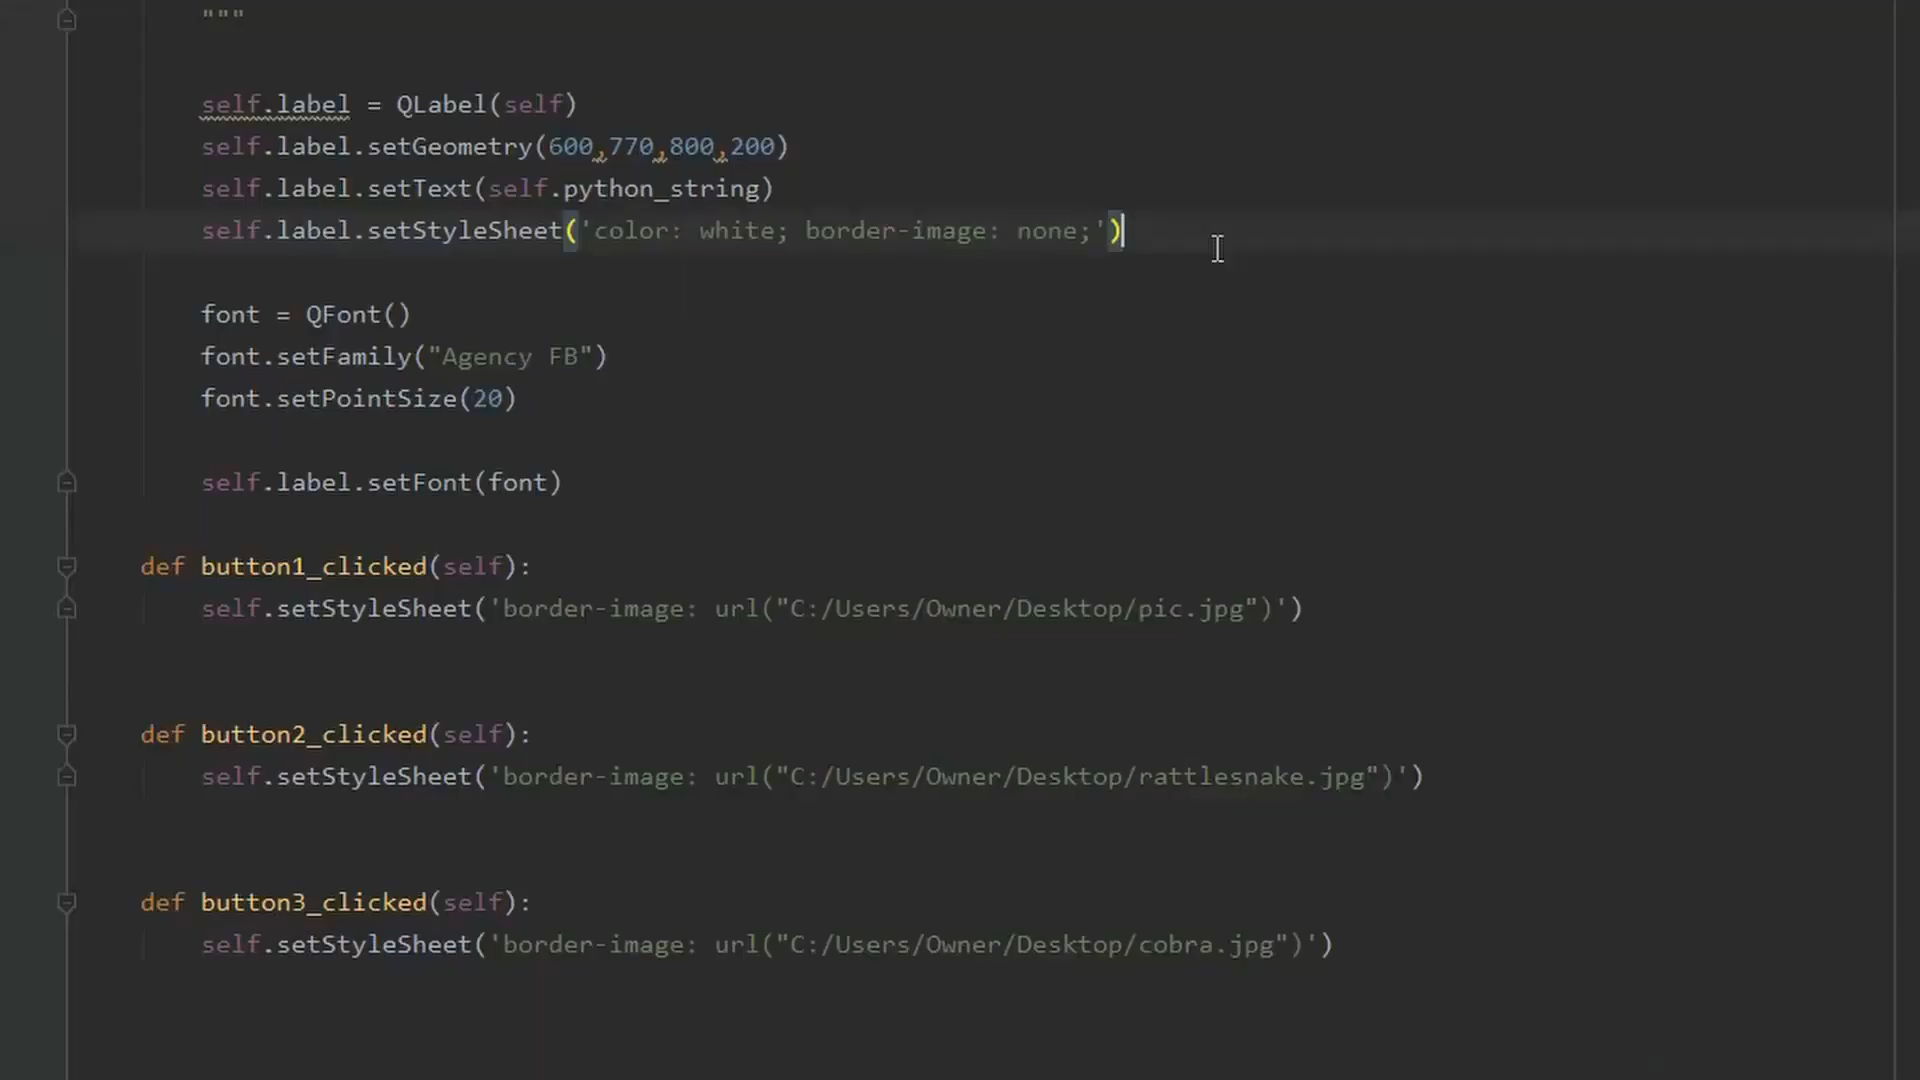 """
self.label = QLabel(self)
self.label.setGeometry(600,770,800,200)
self.label.setText(self.python_string)
self.label.setStyleSheet('color: white; border-image: none;')
font = QFont()
font.setFamily("Agency FB")
font.setPointSize(20)
self.label.setFont(font)
def button1_clicked(self):
self.setStyleSheet('border-image: url("C:/Users/Owner/Desktop/pic.jpg")')
def button2_clicked(self):
self.setStyleSheet('border-image: url("C:/Users/Owner/Desktop/rattlesnake.jpg")')
def button3_clicked(self):
self.setStyleSheet('border-image: url("C:/Users/Owner/Desktop/cobra.jpg")')